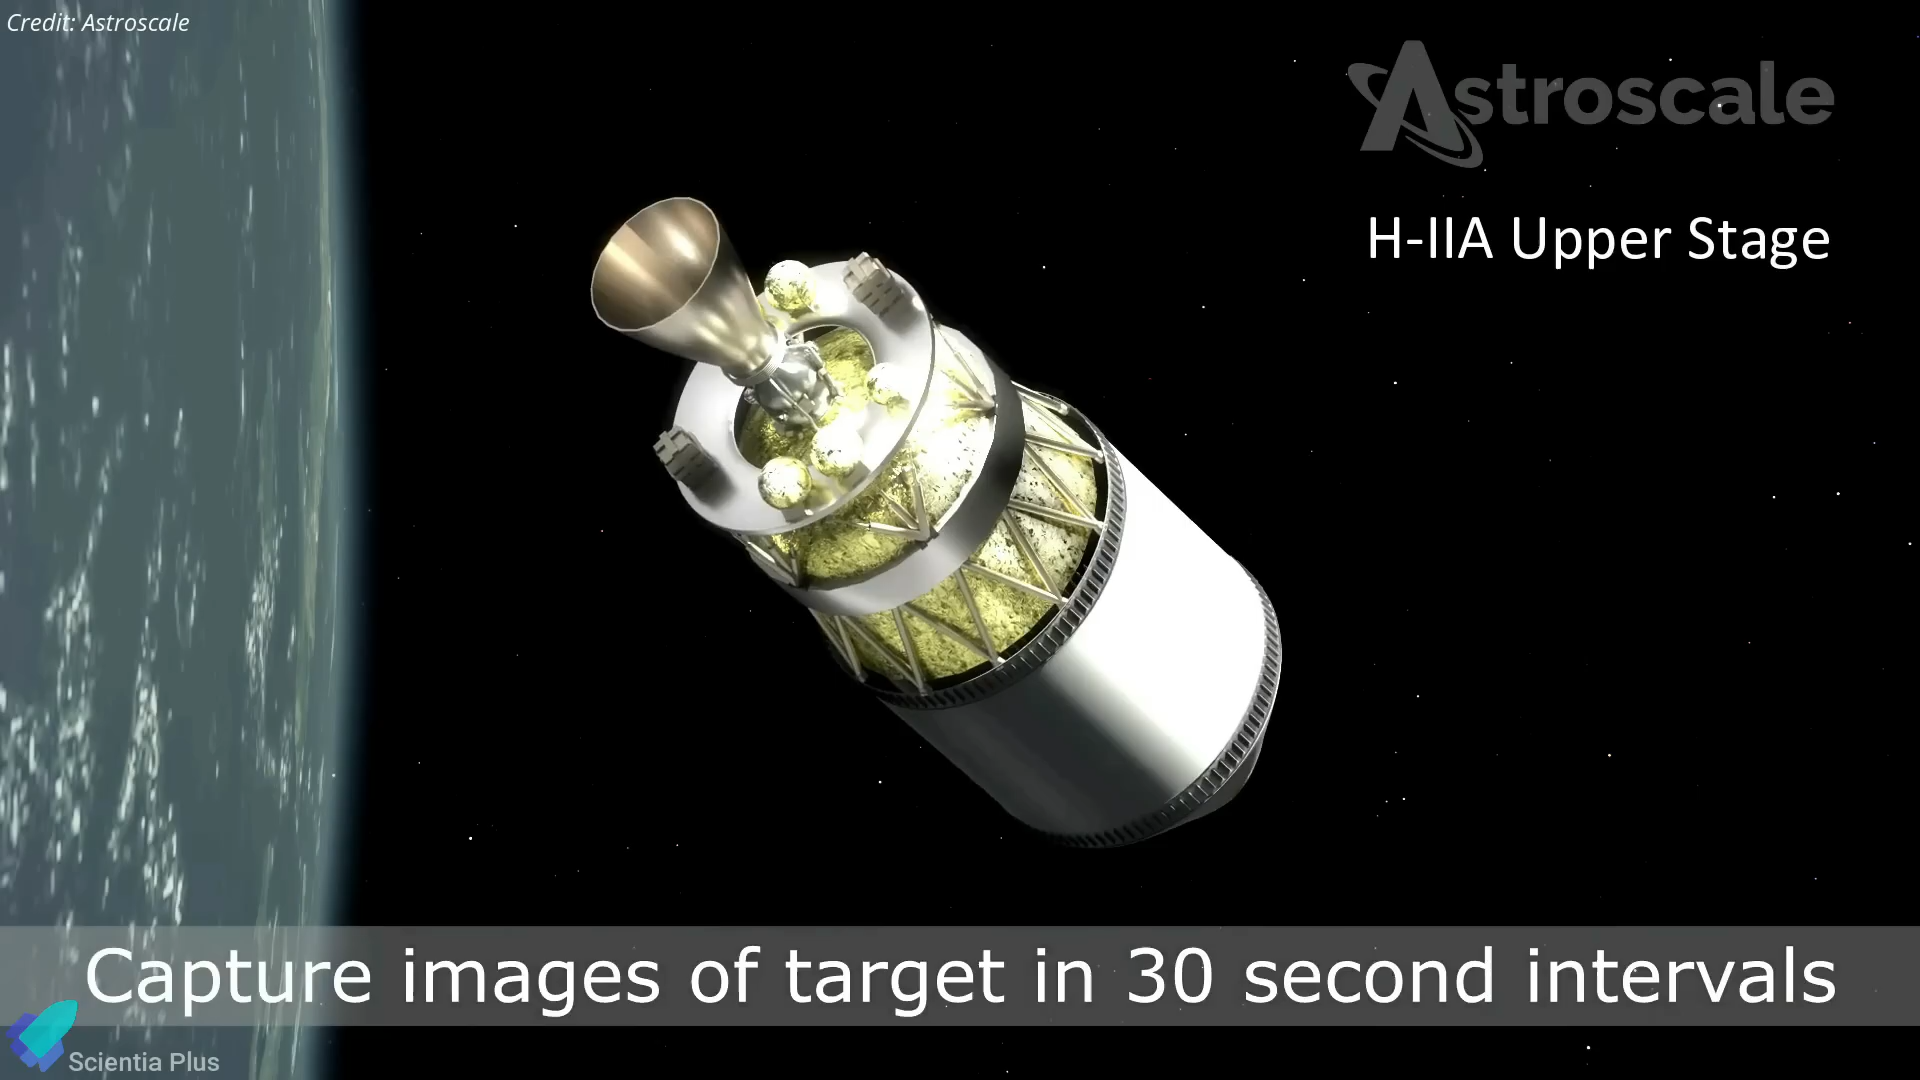 Credit: Astroscale
Astroscale
H-IIA Upper Stage
Capture images of target in 30 second intervals
Scientia Plus